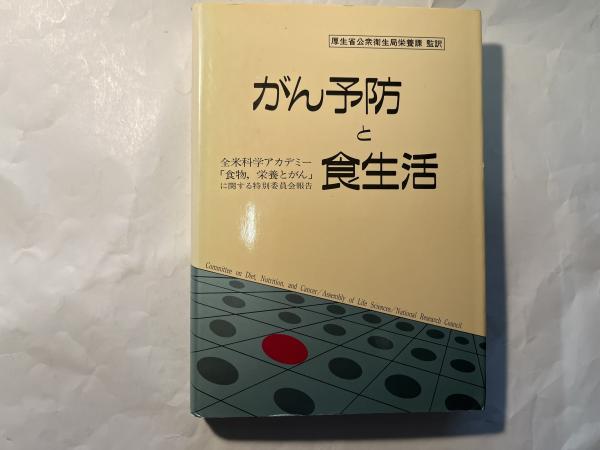 厚生省公衆衛生局栄養課 監訳
がん予防
と
食生活
全米科学アカデミー
「食物，栄養とがん」
に関する特別委員会報告
Committee on Diet, Nutrition, and Cancer/Assembly of Life Sciences/National Research Council